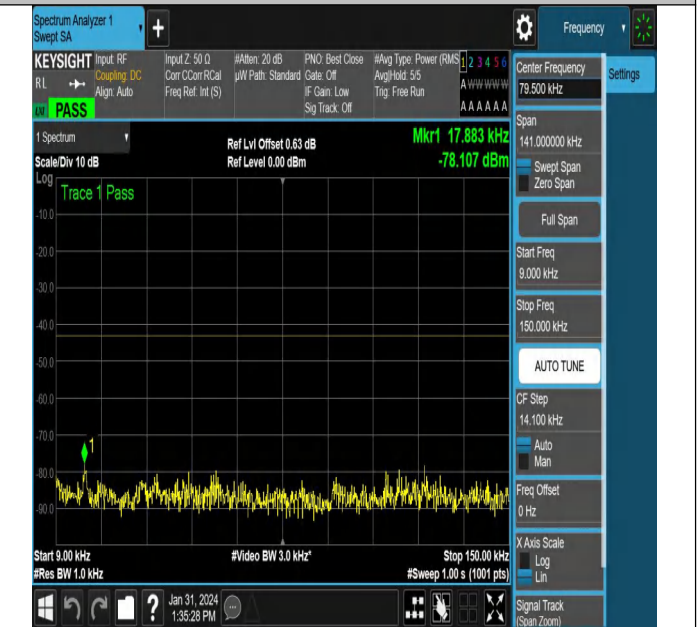 Spectrum Analyzer 1
Swept SA
+
Frequency
KEYSIGHT
RL
PASS
Input: RF
Coupling: DC
Align: Auto
Input Z: 50 Ω
Corr CCorr RCal
Freq Ref: Int (S)
#Atten: 20 dB
µW Path: Standard
PNO: Best Close
Gate: Off
IF Gain: Low
Sig Track: Off
#Avg Type: Power (RMS
Avg|Hold: 5/5
Trig: Free Run
1 2 3 4 5 6
A W W W W W
A A A A A A
1 Spectrum
Scale/Div 10 dB
Ref Lvl Offset 0.63 dB
Ref Level 0.00 dBm
Mkr1 17.883 kHz
-78.107 dBm
Log
Trace 1 Pass
-10.0
-20.0
-30.0
-40.0
-50.0
-60.0
-70.0
-80.0
-90.0
1
Start 9.00 kHz
#Res BW 1.0 kHz
#Video BW 3.0 kHz*
Stop 150.00 kHz
#Sweep 1.00 s (1001 pts)
?
Jan 31, 2024
1:35:28 PM
Center Frequency
79.500 kHz
Settings
Span
141.000000 kHz
Swept Span
Zero Span
Full Span
Start Freq
9.000 kHz
Stop Freq
150.000 kHz
AUTO TUNE
CF Step
14.100 kHz
Auto
Man
Freq Offset
0 Hz
X Axis Scale
Log
Lin
Signal Track
(Span Zoom)